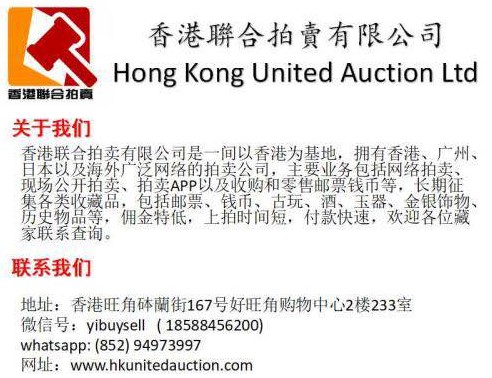 香港聯合拍賣有限公司
Hong Kong United Auction Ltd
香港聯合拍賣
关于我们
香港联合拍卖有限公司是一间以香港为基地，拥有香港、广州、
日本以及海外广泛网络的拍卖公司，主要业务包括网络拍卖、
现场公开拍卖、拍卖APP以及收购和零售邮票钱币等，长期征
集各类收藏品，包括邮票、钱币、古玩、酒、玉器、金银饰物、
历史物品等，佣金特低，上拍时间短，付款快速，欢迎各位藏
家联系查询。
联系我们
地址：香港旺角砵蘭街167号好旺角购物中心2楼233室
微信号：yibuysell （18588456200)
whatsapp: (852) 94973997
网址：www.hkunitedauction.com